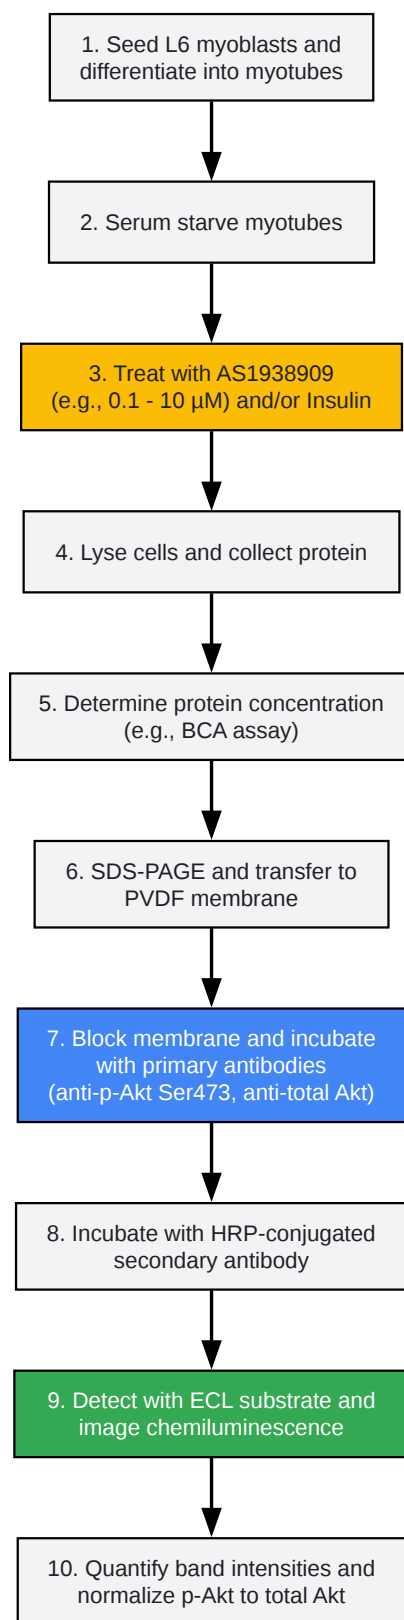 1. Seed L6 myoblasts and
differentiate into myotubes
2. Serum starve myotubes
3. Treat with AS1938909
(e.g., 0.1 - 10 µM) and/or Insulin
4. Lyse cells and collect protein
5. Determine protein concentration
(e.g., BCA assay)
6. SDS-PAGE and transfer to
PVDF membrane
7. Block membrane and incubate
with primary antibodies
(anti-p-Akt Ser473, anti-total Akt)
8. Incubate with HRP-conjugated
secondary antibody
9. Detect with ECL substrate and
image chemiluminescence
10. Quantify band intensities and
normalize p-Akt to total Akt